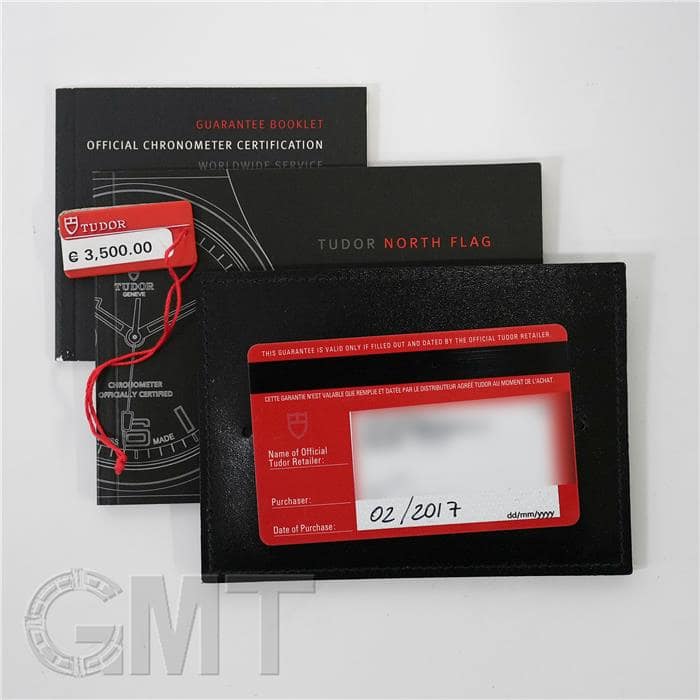 GUARANTEE BOOKLET
OFFICIAL CHRONOMETER CERTIFICATION
WORLDWIDE SERVICE
TUDOR NORTH FLAG
TUDOR
€ 3,500.00
TUDOR
GENEVE
CHRONOMETER
OFFICIALLY CERTIFIED
6
MADE
THIS GUARANTEE IS VALID ONLY IF FILLED OUT AND DATED BY THE OFFICIAL TUDOR RETAILER.
CETTE GARANTIE N'EST VALABLE QUE REMPLIE ET DATÉE PAR LE DISTRIBUTEUR AGRÉÉ TUDOR AU MOMENT DE L'ACHAT.
Name of Official
Tudor Retailer:
Purchaser:
Date of Purchase:
02/2017
dd/mm/yyyy
GMT